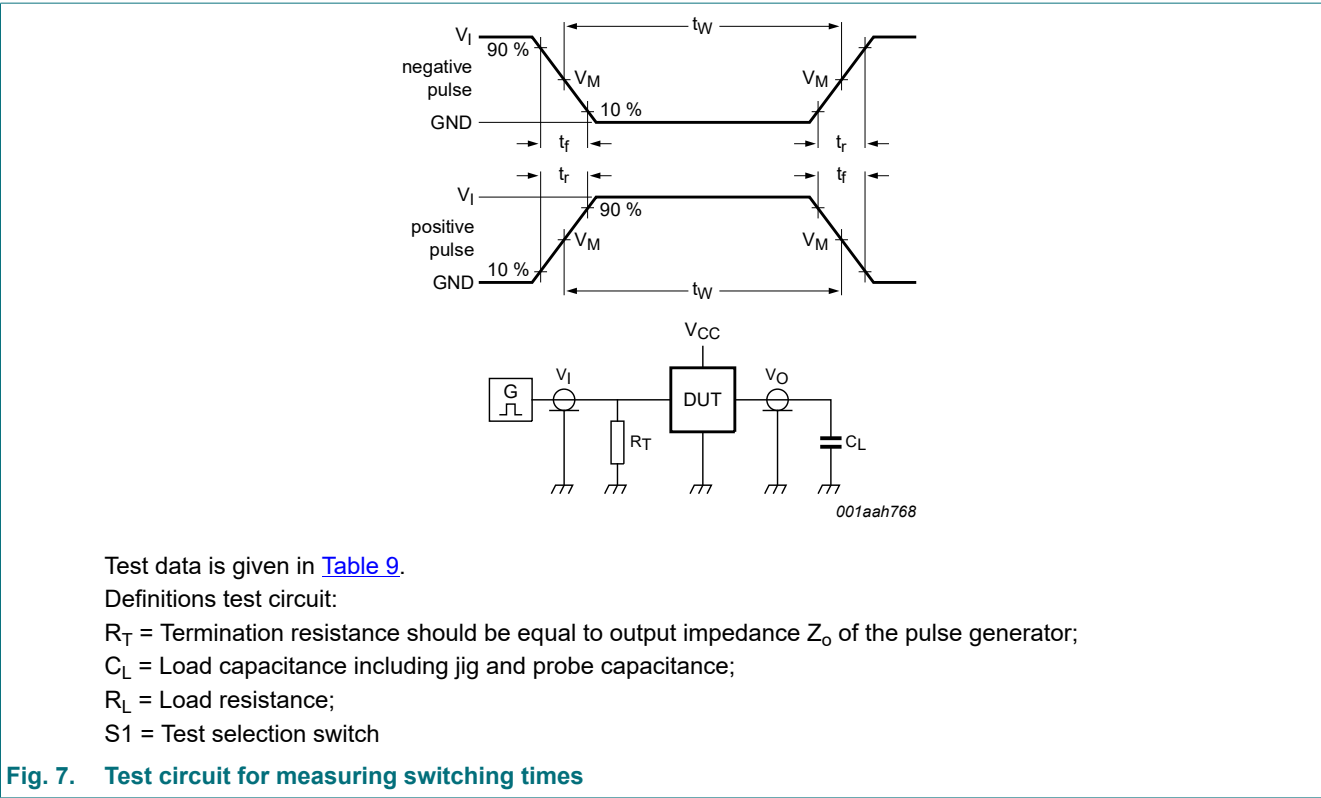 tW
VI
90 %
negative
pulse
VM
VM
10 %
GND
tf
tr
tr
tf
VI
90 %
positive
pulse
VM
VM
10 %
GND
tW
VCC
VI
VO
G
DUT
RT
CL
001aah768
Test data is given in Table 9.
Definitions test circuit:
RT = Termination resistance should be equal to output impedance Zo of the pulse generator;
CL = Load capacitance including jig and probe capacitance;
RL = Load resistance;
S1 = Test selection switch
Fig. 7. Test circuit for measuring switching times